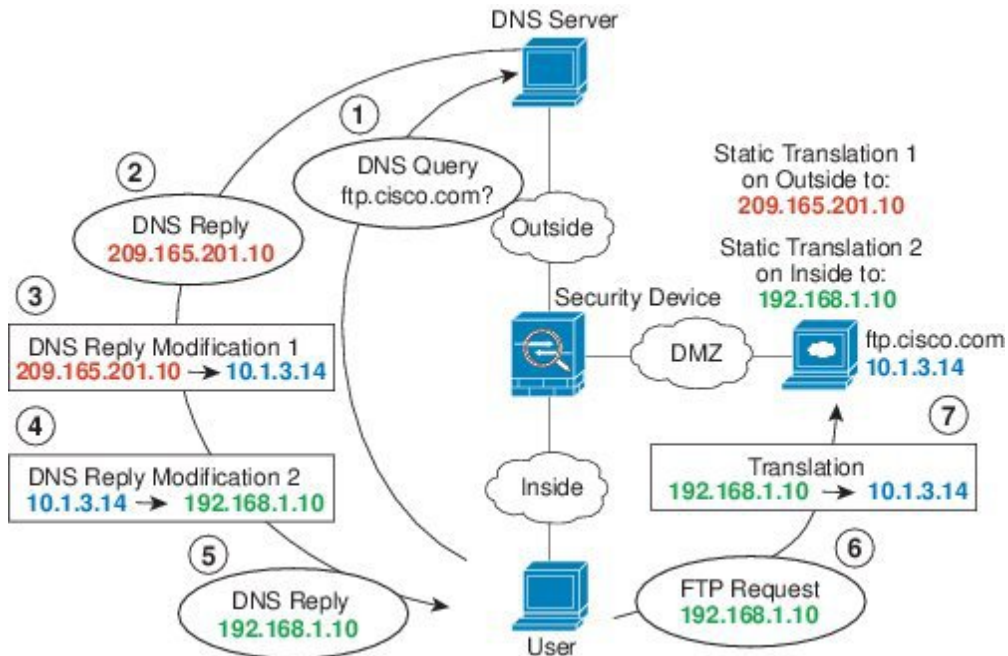 DNS Server
1
DNS Query
ftp.cisco.com?
2
DNS Reply
209.165.201.10
Outside
Static Translation 1
on Outside to:
209.165.201.10
Static Translation 2
on Inside to:
192.168.1.10
3
DNS Reply Modification 1
209.165.201.10 → 10.1.3.14
Security Device
DMZ
ftp.cisco.com
10.1.3.14
4
DNS Reply Modification 2
10.1.3.14 → 192.168.1.10
Inside
7
Translation
192.168.1.10 → 10.1.3.14
5
DNS Reply
192.168.1.10
User
6
FTP Request
192.168.1.10